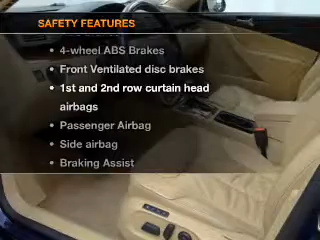 SAFETY FEATURES
• 4-wheel ABS Brakes
• Front Ventilated disc brakes
• 1st and 2nd row curtain head
airbags
• Passenger Airbag
• Side airbag
• Braking Assist